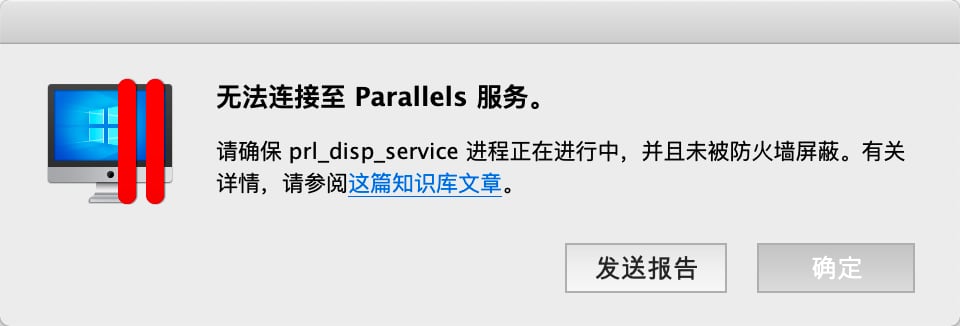 无法连接至 Parallels 服务。
请确保 prl_disp_service 进程正在进行中，并且未被防火墙屏蔽。有关
详情，请参阅这篇知识库文章。
发送报告
确定